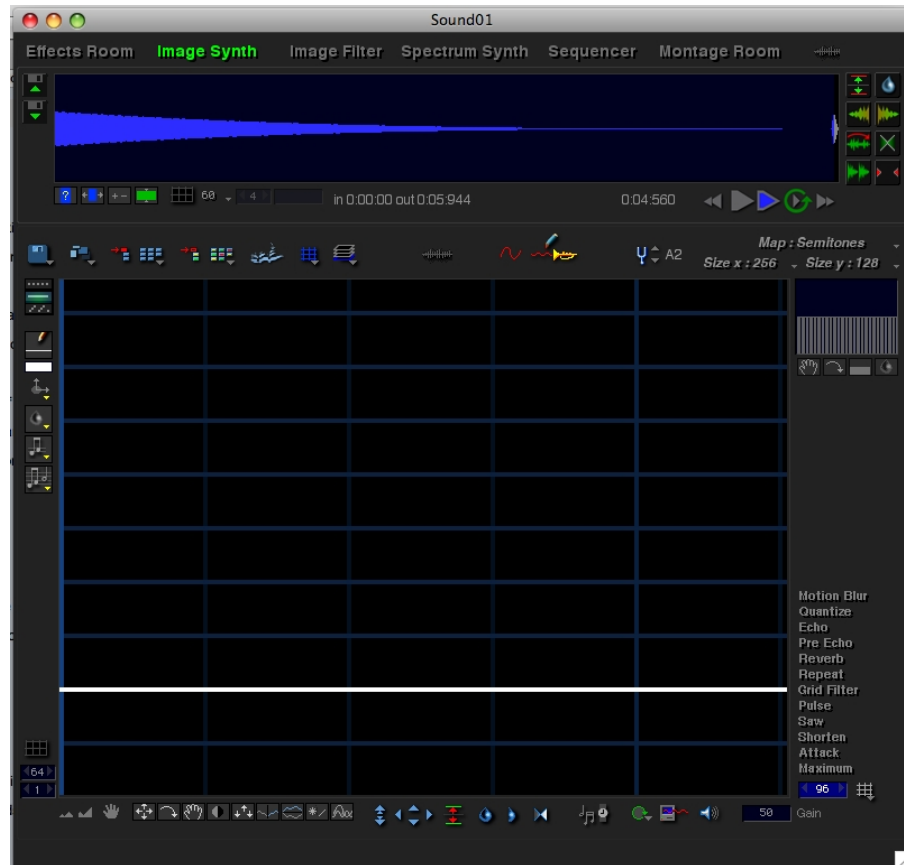 Sound01
Effects Room Image Synth Image Filter Spectrum Synth Sequencer Montage Room
? 60 4 in 0:00:00 out 0:05:944 0:04:560
A2 Map : Semitones
Size x : 256 Size y : 128
Motion Blur
Quantize
Echo
Pre Echo
Reverb
Repeat
Grid Filter
Pulse
Saw
Shorten
Attack
Maximum
64
1
96
50 Gain